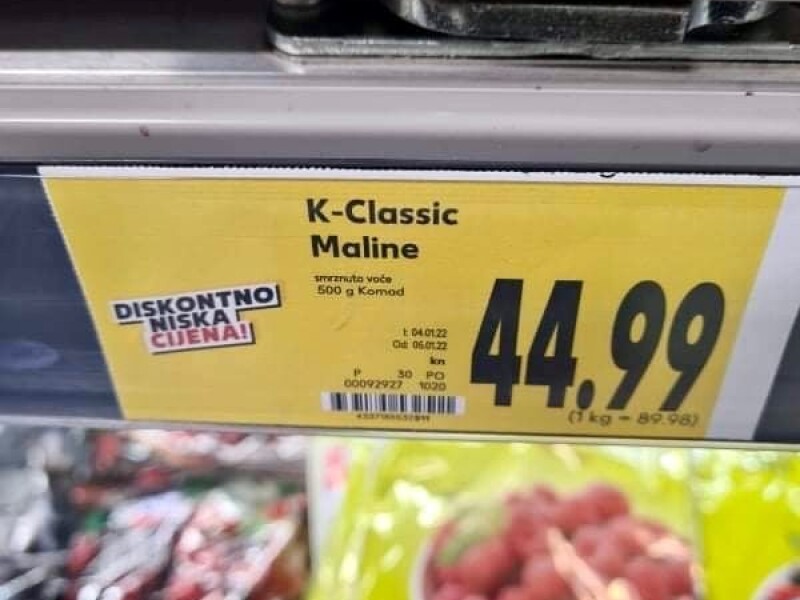 K-Classic
Maline
smrznuto voće
500 g Komad
DISKONTNO
NISKA
CIJENA!
t: 04.01.22
Od: 05.01.22
kn
44.99
P 30 PO
00092927 1020
(1 kg = 89.98)